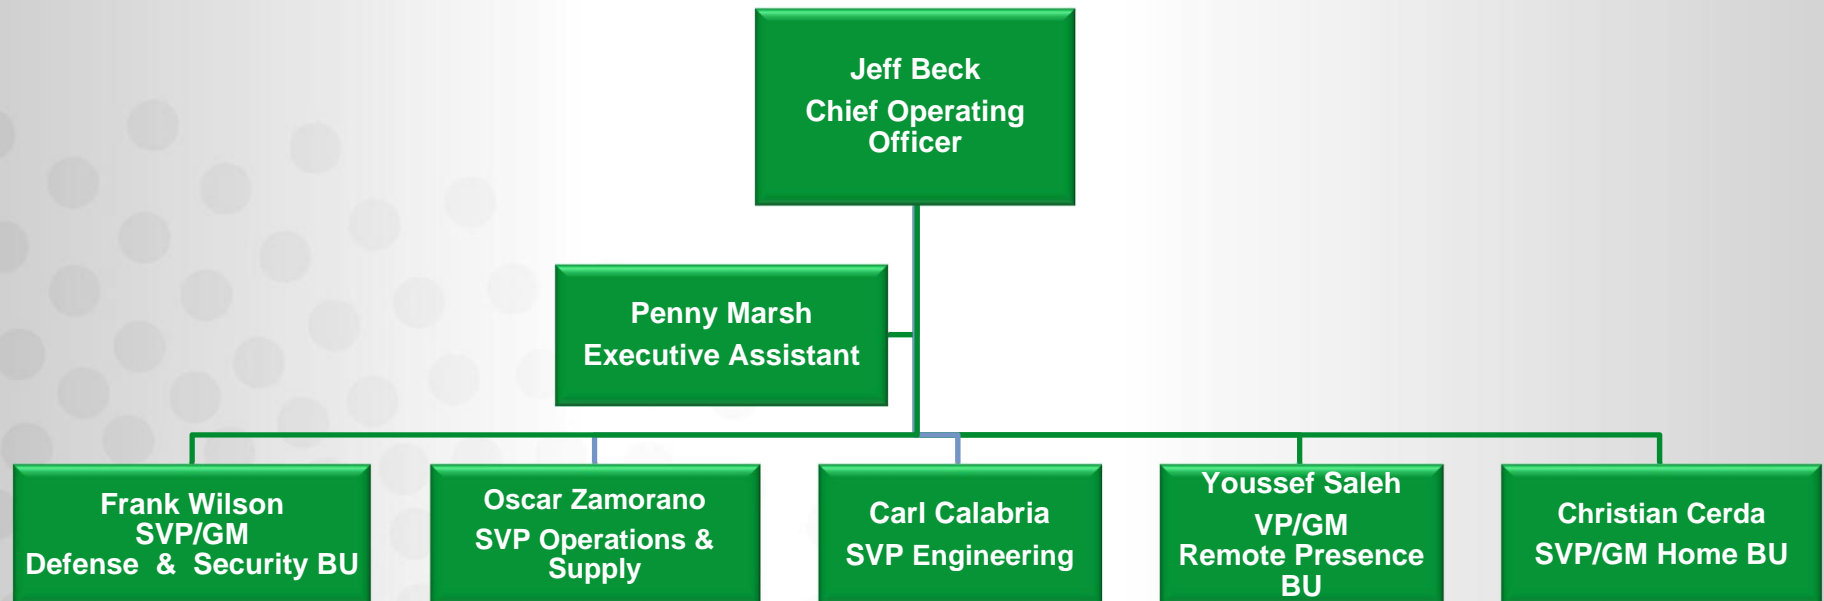 Jeff Beck
Chief Operating
Officer
Penny Marsh
Executive Assistant
Frank Wilson
SVP/GM
Defense & Security BU
Oscar Zamorano
SVP Operations &
Supply
Carl Calabria
SVP Engineering
Youssef Saleh
VP/GM
Remote Presence
BU
Christian Cerda
SVP/GM Home BU